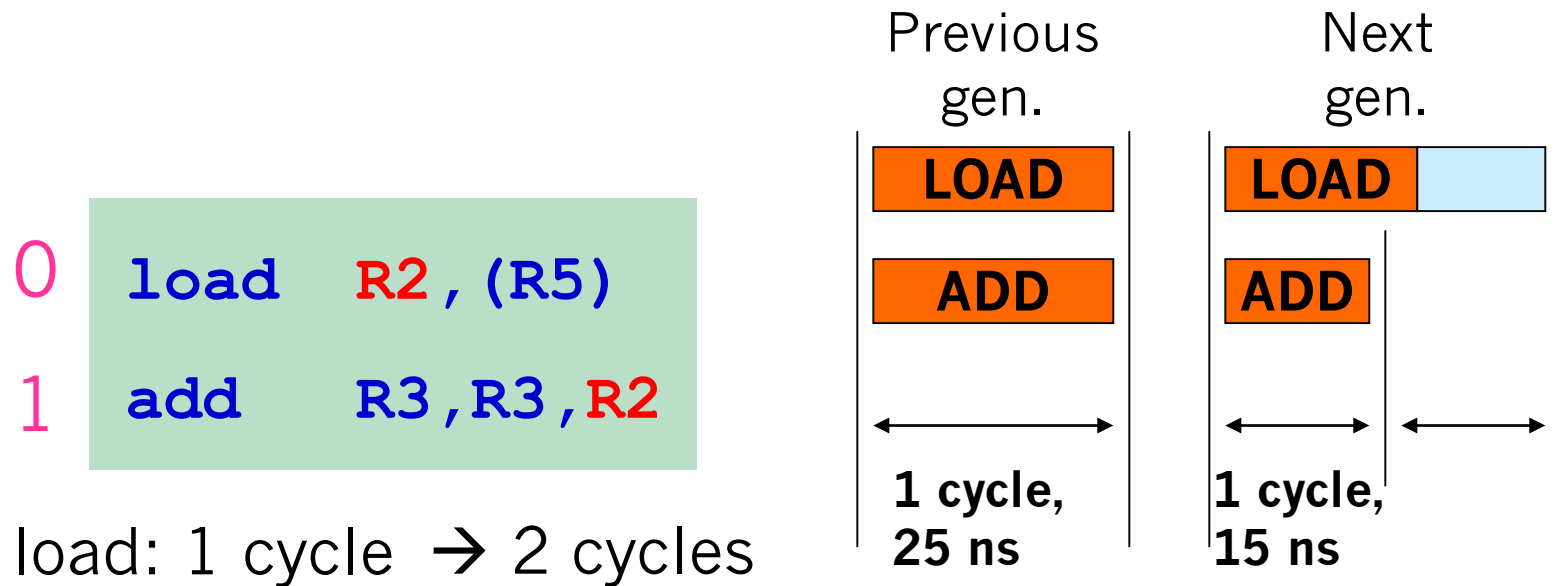 0 load R2,(R5)
1 add R3,R3,R2
load: 1 cycle → 2 cycles
Previous
gen.
LOAD
ADD
1 cycle,
25 ns
Next
gen.
LOAD
ADD
1 cycle,
15 ns